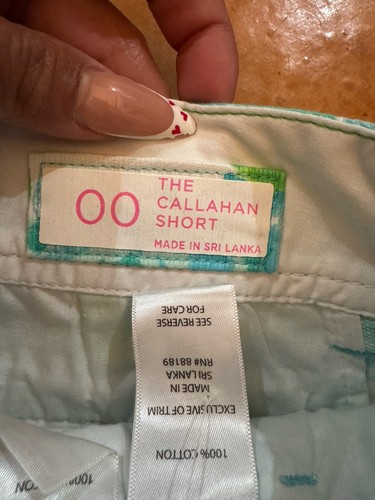 00
THE
CALLAHAN
SHORT
MADE IN SRI LANKA
100% COTTON
EXCLUSIVE OF TRIM
MADE IN
SRI LANKA
RN# 88189
SEE REVERSE
FOR CARE